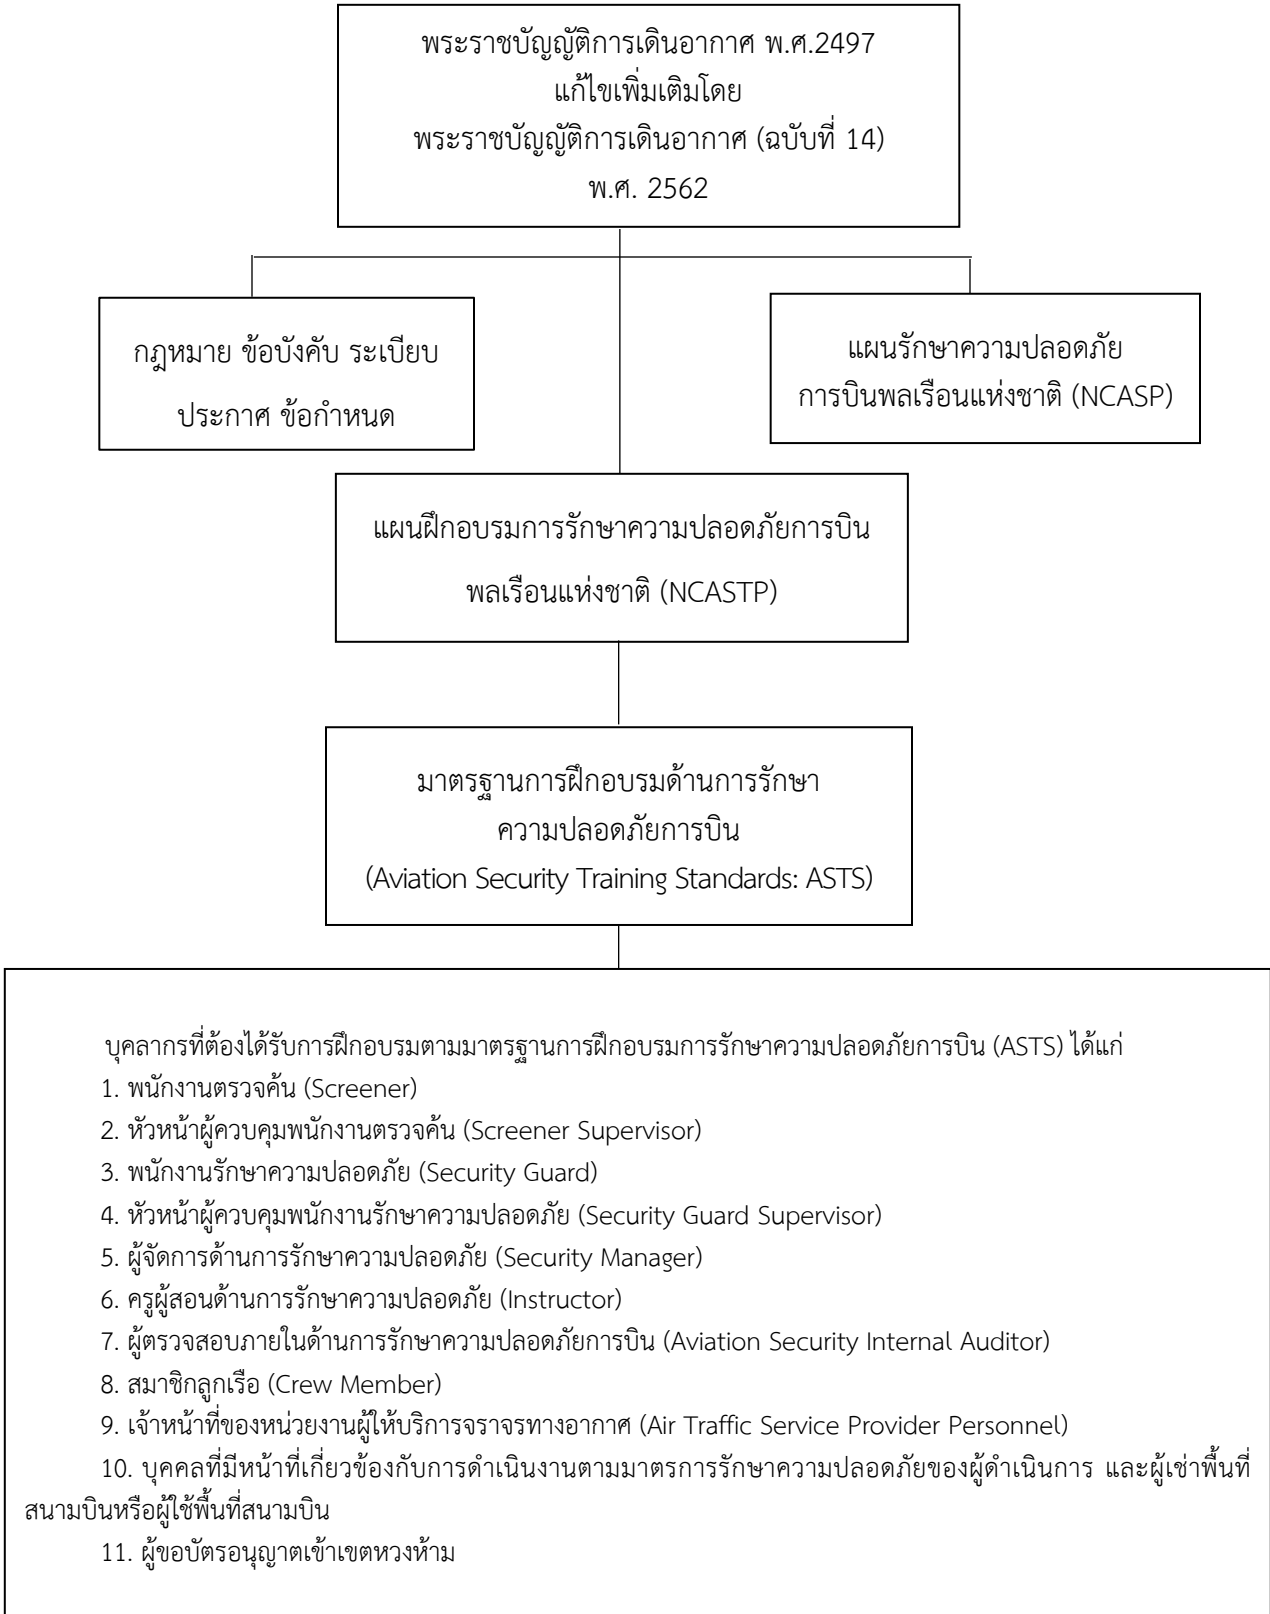 พระราชบัญญัติการเดินอากาศ พ.ศ.2497
แก้ไขเพิ่มเติมโดย
พระราชบัญญัติการเดินอากาศ (ฉบับที่ 14)
พ.ศ. 2562
กฎหมาย ข้อบังคับ ระเบียบ
ประกาศ ข้อกำหนด
แผนรักษาความปลอดภัย
การบินพลเรือนแห่งชาติ (NCASP)
แผนฝึกอบรมการรักษาความปลอดภัยการบิน
พลเรือนแห่งชาติ (NCASTP)
มาตรฐานการฝึกอบรมด้านการรักษา
ความปลอดภัยการบิน
(Aviation Security Training Standards: ASTS)
บุคลากรที่ต้องได้รับการฝึกอบรมตามมาตรฐานการฝึกอบรมการรักษาความปลอดภัยการบิน (ASTS) ได้แก่
1. พนักงานตรวจค้น (Screener)
2. หัวหน้าผู้ควบคุมพนักงานตรวจค้น (Screener Supervisor)
3. พนักงานรักษาความปลอดภัย (Security Guard)
4. หัวหน้าผู้ควบคุมพนักงานรักษาความปลอดภัย (Security Guard Supervisor)
5. ผู้จัดการด้านการรักษาความปลอดภัย (Security Manager)
6. ครูผู้สอนด้านการรักษาความปลอดภัย (Instructor)
7. ผู้ตรวจสอบภายในด้านการรักษาความปลอดภัยการบิน (Aviation Security Internal Auditor)
8. สมาชิกลูกเรือ (Crew Member)
9. เจ้าหน้าที่ของหน่วยงานผู้ให้บริการจราจรทางอากาศ (Air Traffic Service Provider Personnel)
10. บุคคลที่มีหน้าที่เกี่ยวข้องกับการดำเนินงานตามมาตรการรักษาความปลอดภัยของผู้ดำเนินการ และผู้เช่าพื้นที่
สนามบินหรือผู้ใช้พื้นที่สนามบิน
11. ผู้ขอบัตรอนุญาตเข้าเขตหวงห้าม